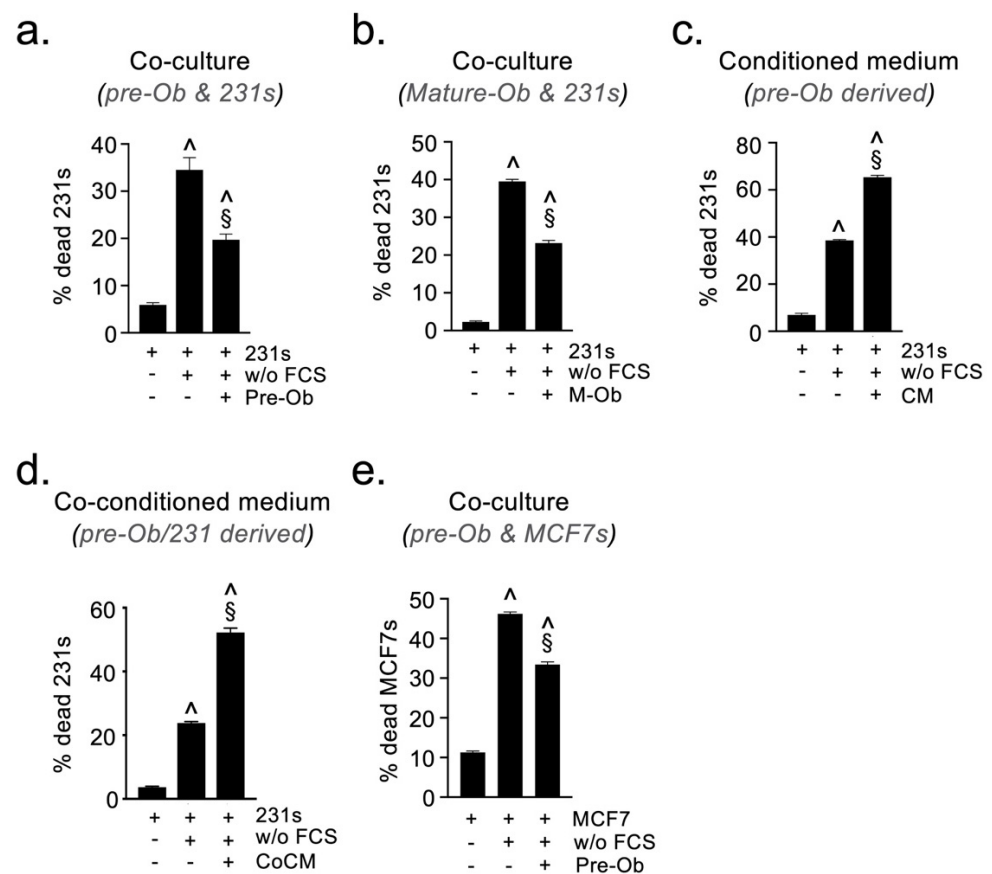 a.
Co-culture
(pre-Ob & 231s)
% dead 231s
40
30
20
10
0
^
^
§
+ + + 231s
- + + w/o FCS
- - + Pre-Ob
b.
Co-culture
(Mature-Ob & 231s)
% dead 231s
50
40
30
20
10
0
^
^
§
+ + + 231s
- + + w/o FCS
- - + M-Ob
c.
Conditioned medium
(pre-Ob derived)
% dead 231s
80
60
40
20
0
^
^
§
+ + + 231s
- + + w/o FCS
- - + CM
d.
Co-conditioned medium
(pre-Ob/231 derived)
% dead 231s
60
40
20
0
^
^
§
+ + + 231s
- + + w/o FCS
- - + CoCM
e.
Co-culture
(pre-Ob & MCF7s)
% dead MCF7s
50
40
30
20
10
0
^
^
§
+ + + MCF7
- + + w/o FCS
- - + Pre-Ob